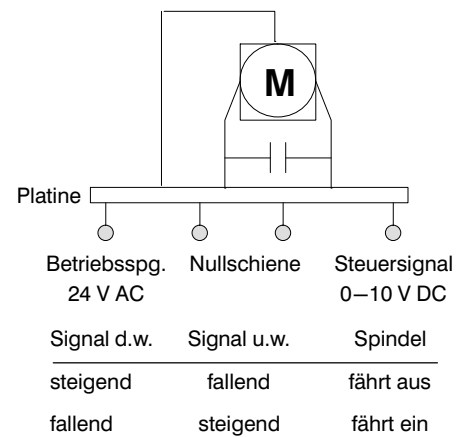 M
Platine
Betriebsspg. Nullschiene Steuersignal
24 V AC 0–10 V DC
Signal d.w. Signal u.w. Spindel
steigend fallend fährt aus
fallend steigend fährt ein